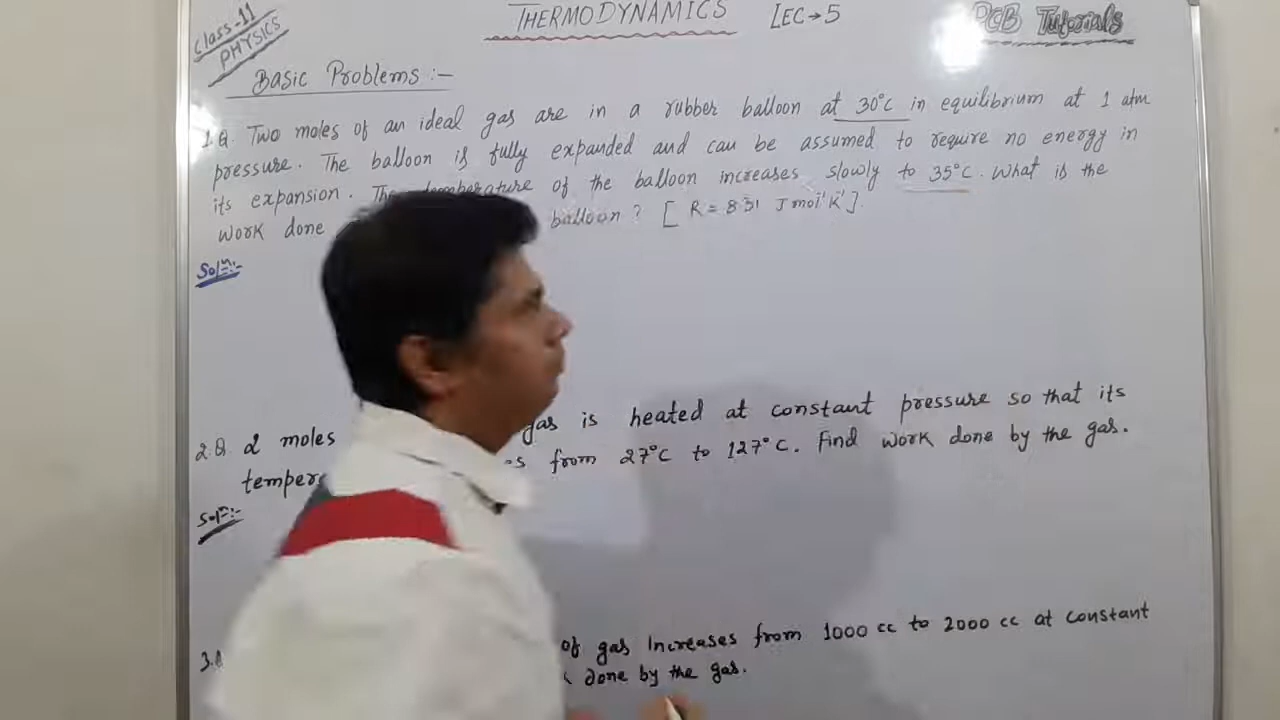 Class-11
PHYSICS
THERMODYNAMICS LEC→5
PCB Tutorials
Basic Problems :-
1.Q. Two moles of an ideal gas are in a rubber balloon at 30°C in equilibrium at 1 atm
pressure. The balloon is fully expanded and can be assumed to require no energy in
its expansion. The temperature of the balloon increases slowly to 35°C. What is the
work done balloon? [ R = 8.31 J mol⁻¹K⁻¹].
Soln:-
2.Q. 2 moles gas is heated at constant pressure so that its
from 27°C to 127°C. Find work done by the gas.
Soln:-
of gas increases from 1000 cc to 2000 cc at constant
done by the gas.